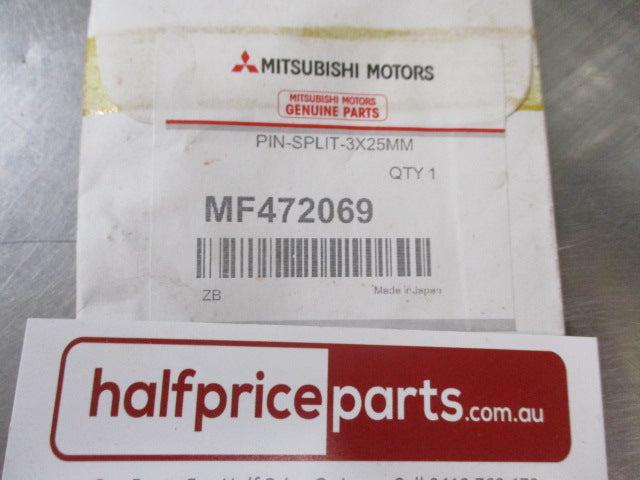 MITSUBISHI MOTORS
MITSUBISHI MOTORS
GENUINE PARTS
PIN-SPLIT-3X25MM
QTY 1
MF472069
ZB
Made in Japan
halfpriceparts.com.au